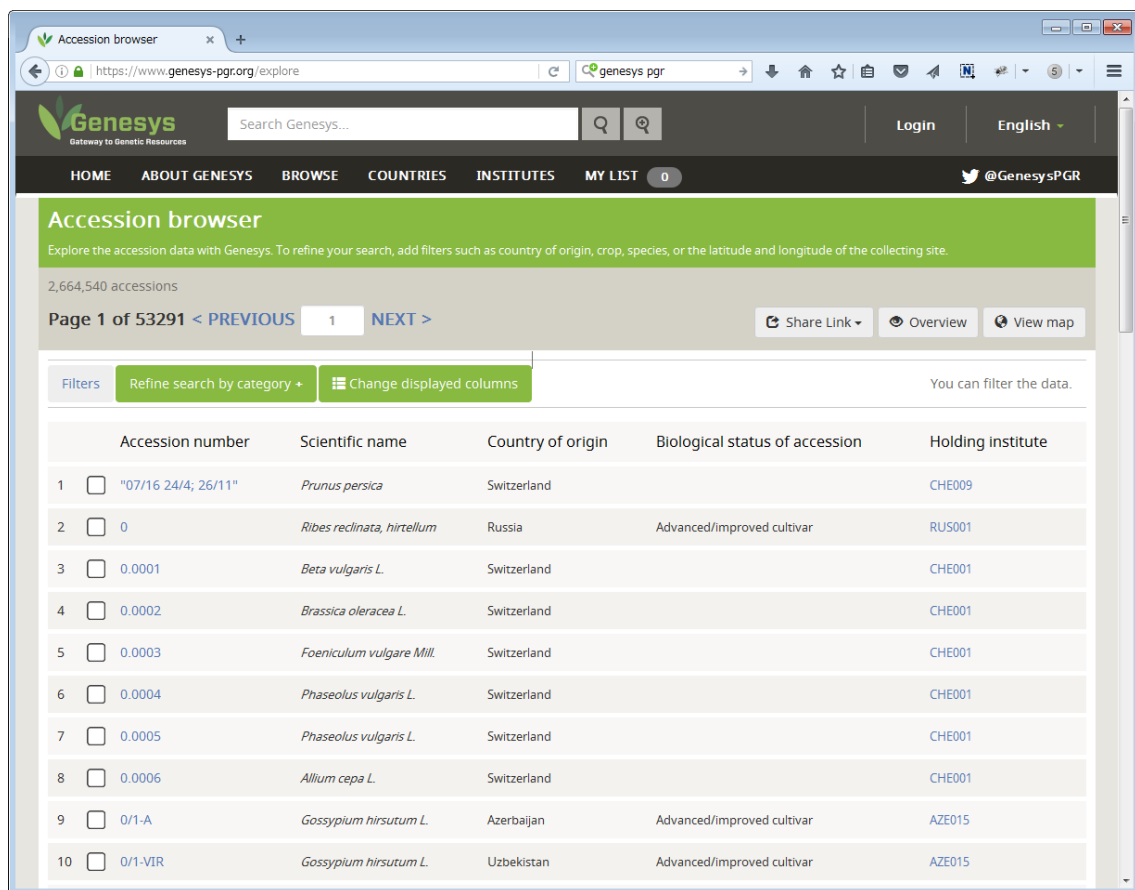 Accession browser × +
https://www.genesys-pgr.org/explore genesys pgr 5
Genesys
Gateway to Genetic Resources
Search Genesys...
Login English
HOME ABOUT GENESYS BROWSE COUNTRIES INSTITUTES MY LIST 0 @GenesysPGR
Accession browser
Explore the accession data with Genesys. To refine your search, add filters such as country of origin, crop, species, or the latitude and longitude of the collecting site.
2,664,540 accessions
Page 1 of 53291 < PREVIOUS 1 NEXT > Share Link Overview View map
Filters Refine search by category + Change displayed columns You can filter the data.
Accession number Scientific name Country of origin Biological status of accession Holding institute
1 "07/16 24/4; 26/11" Prunus persica Switzerland CHE009
2 0 Ribes reclinata, hirtellum Russia Advanced/improved cultivar RUS001
3 0.0001 Beta vulgaris L. Switzerland CHE001
4 0.0002 Brassica oleracea L. Switzerland CHE001
5 0.0003 Foeniculum vulgare Mill. Switzerland CHE001
6 0.0004 Phaseolus vulgaris L. Switzerland CHE001
7 0.0005 Phaseolus vulgaris L. Switzerland CHE001
8 0.0006 Allium cepa L. Switzerland CHE001
9 0/1-A Gossypium hirsutum L. Azerbaijan Advanced/improved cultivar AZE015
10 0/1-VIR Gossypium hirsutum L. Uzbekistan Advanced/improved cultivar AZE015